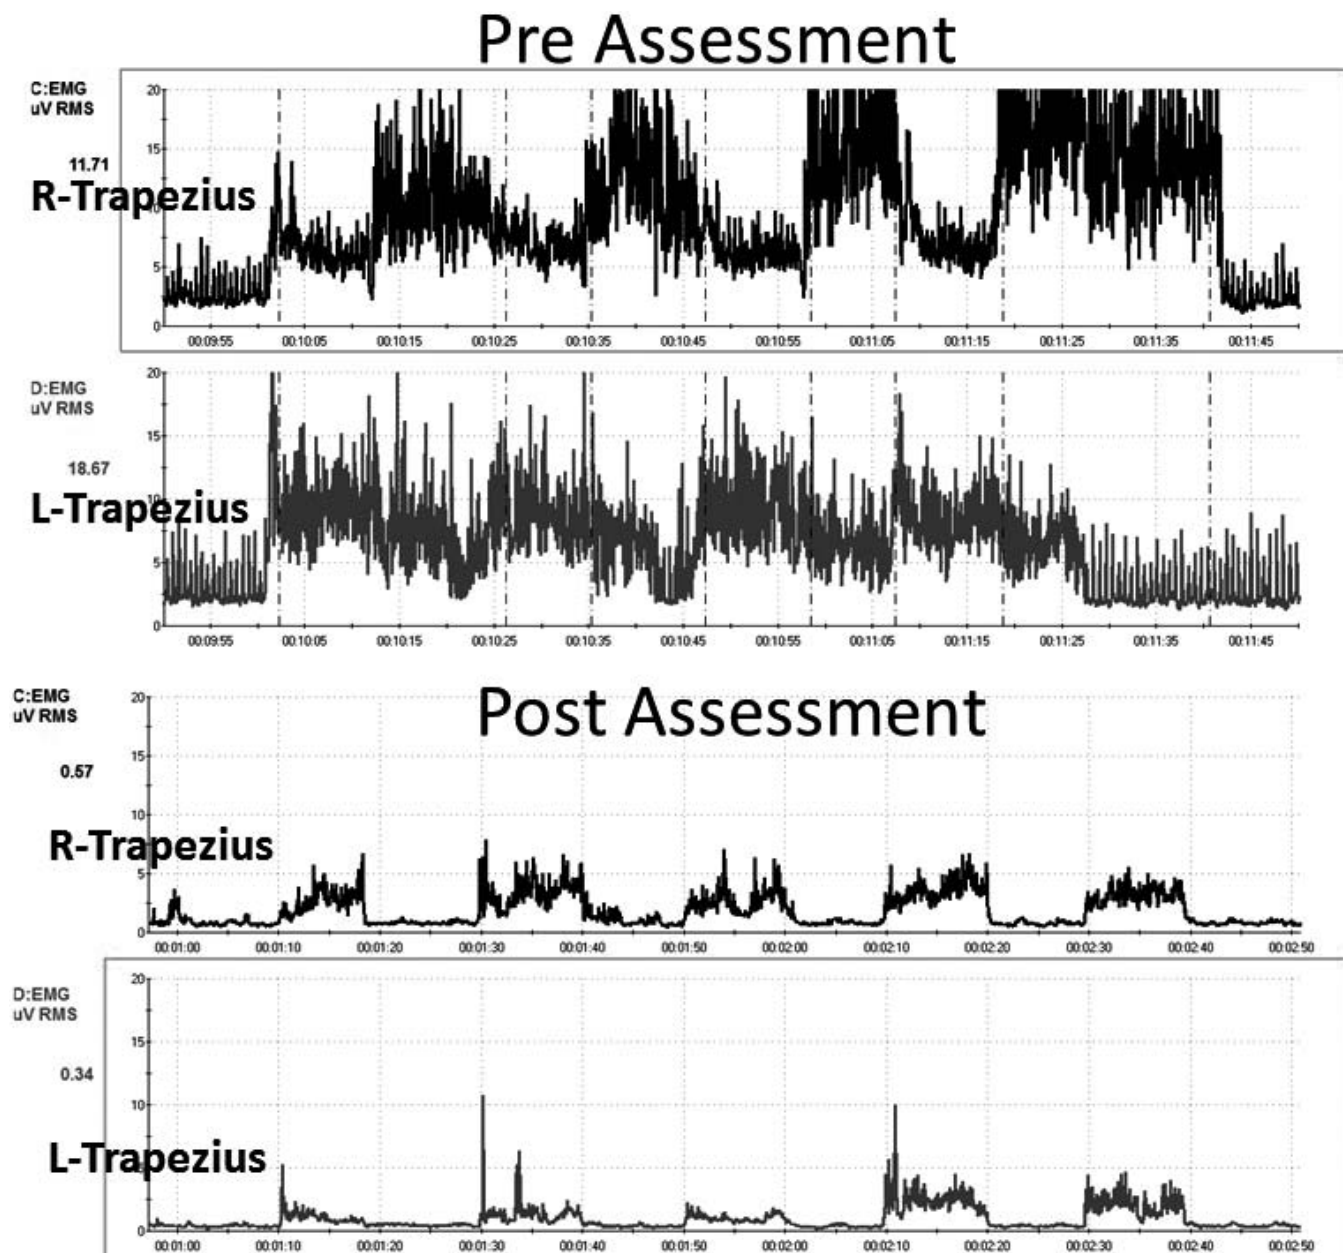 Pre Assessment
C:EMG
uV RMS
11.71
R-Trapezius
20
15
10
5
0
00:09:55 00:10:05 00:10:15 00:10:25 00:10:35 00:10:45 00:10:55 00:11:05 00:11:15 00:11:25 00:11:35 00:11:45
D:EMG
uV RMS
18.67
L-Trapezius
20
15
10
5
0
00:09:55 00:10:05 00:10:15 00:10:25 00:10:35 00:10:45 00:10:55 00:11:05 00:11:15 00:11:25 00:11:35 00:11:45
Post Assessment
C:EMG
uV RMS
0.57
R-Trapezius
20
15
10
5
0
00:01:00 00:01:10 00:01:20 00:01:30 00:01:40 00:01:50 00:02:00 00:02:10 00:02:20 00:02:30 00:02:40 00:02:50
D:EMG
uV RMS
0.34
L-Trapezius
20
15
10
5
0
00:01:00 00:01:10 00:01:20 00:01:30 00:01:40 00:01:50 00:02:00 00:02:10 00:02:20 00:02:30 00:02:40 00:02:50